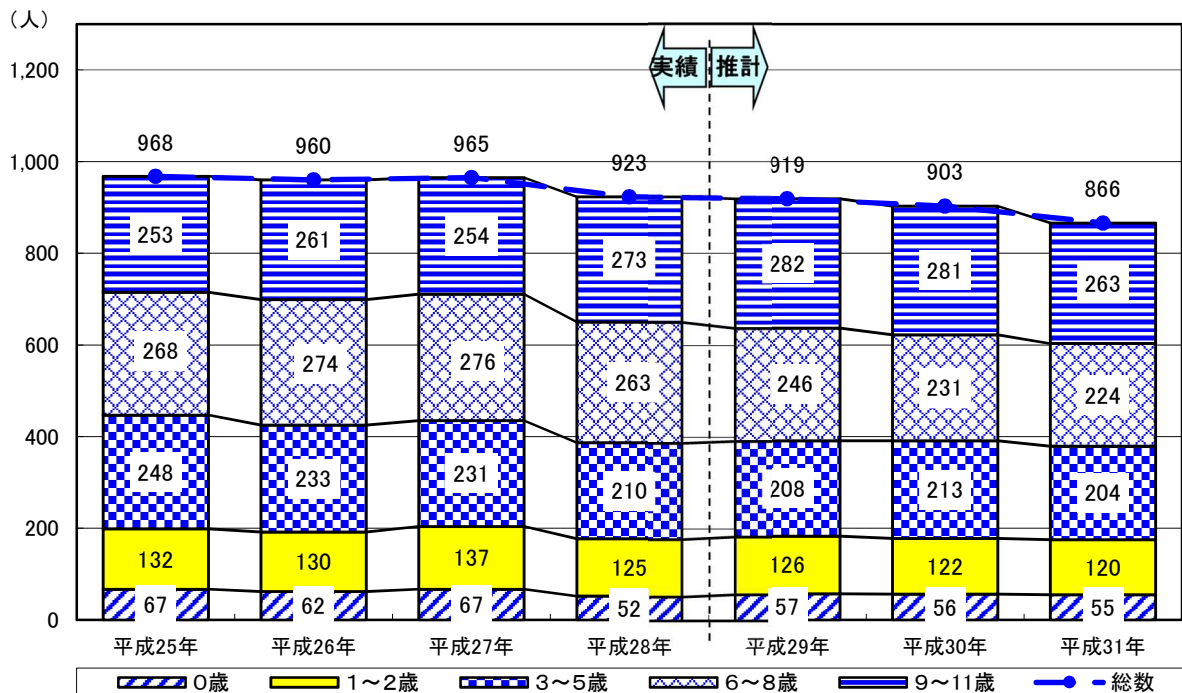 (人)
実績 推計
1,200
1,000
800
600
400
200
0
968 960 965 923 919 903 866
253 261 254 273 282 281 263
268 274 276 263 246 231 224
248 233 231 210 208 213 204
132 130 137 125 126 122 120
67 62 67 52 57 56 55
平成25年 平成26年 平成27年 平成28年 平成29年 平成30年 平成31年
0歳 1～2歳 3～5歳 6～8歳 9～11歳 総数